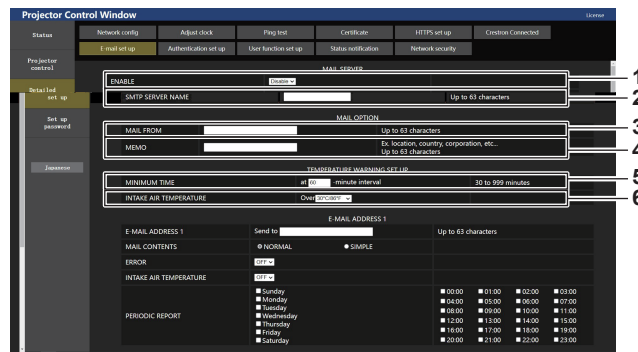 Projector Control Window
License
Status
Network config
Adjust clock
Ping test
Certificate
HTTPS set up
Crestron Connected
E-mail set up
Authentication set up
User function set up
Status notification
Network security
Projector control
Detailed set up
Set up password
Japanese
MAIL SERVER
ENABLE Disable 1
SMTP SERVER NAME Up to 63 characters 2
MAIL OPTION
MAIL FROM Up to 63 characters 3
MEMO Ex. location, country, corporation, etc... 4
Up to 63 characters
TEMPERATURE WARNING SET UP
MINIMUM TIME at 60 -minute interval 30 to 999 minutes 5
INTAKE AIR TEMPERATURE Over 30°C/86°F 6
E-MAIL ADDRESS 1
E-MAIL ADDRESS 1 Send to Up to 63 characters
MAIL CONTENTS NORMAL SIMPLE
ERROR OFF
INTAKE AIR TEMPERATURE OFF
PERIODIC REPORT
Sunday 00:00 01:00 02:00 03:00
Monday 04:00 05:00 06:00 07:00
Tuesday 08:00 09:00 10:00 11:00
Wednesday 12:00 13:00 14:00 15:00
Thursday 16:00 17:00 18:00 19:00
Friday 20:00 21:00 22:00 23:00
Saturday